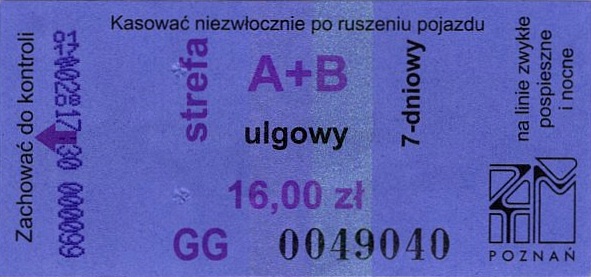 Kasować niezwłocznie po ruszeniu pojazdu
Zachować do kontroli
strefa
A+B
ulgowy
16,00 zł
GG 0049040
7-dniowy
na linie zwykłe
pospieszne
i nocne
ZTM
POZNAŃ